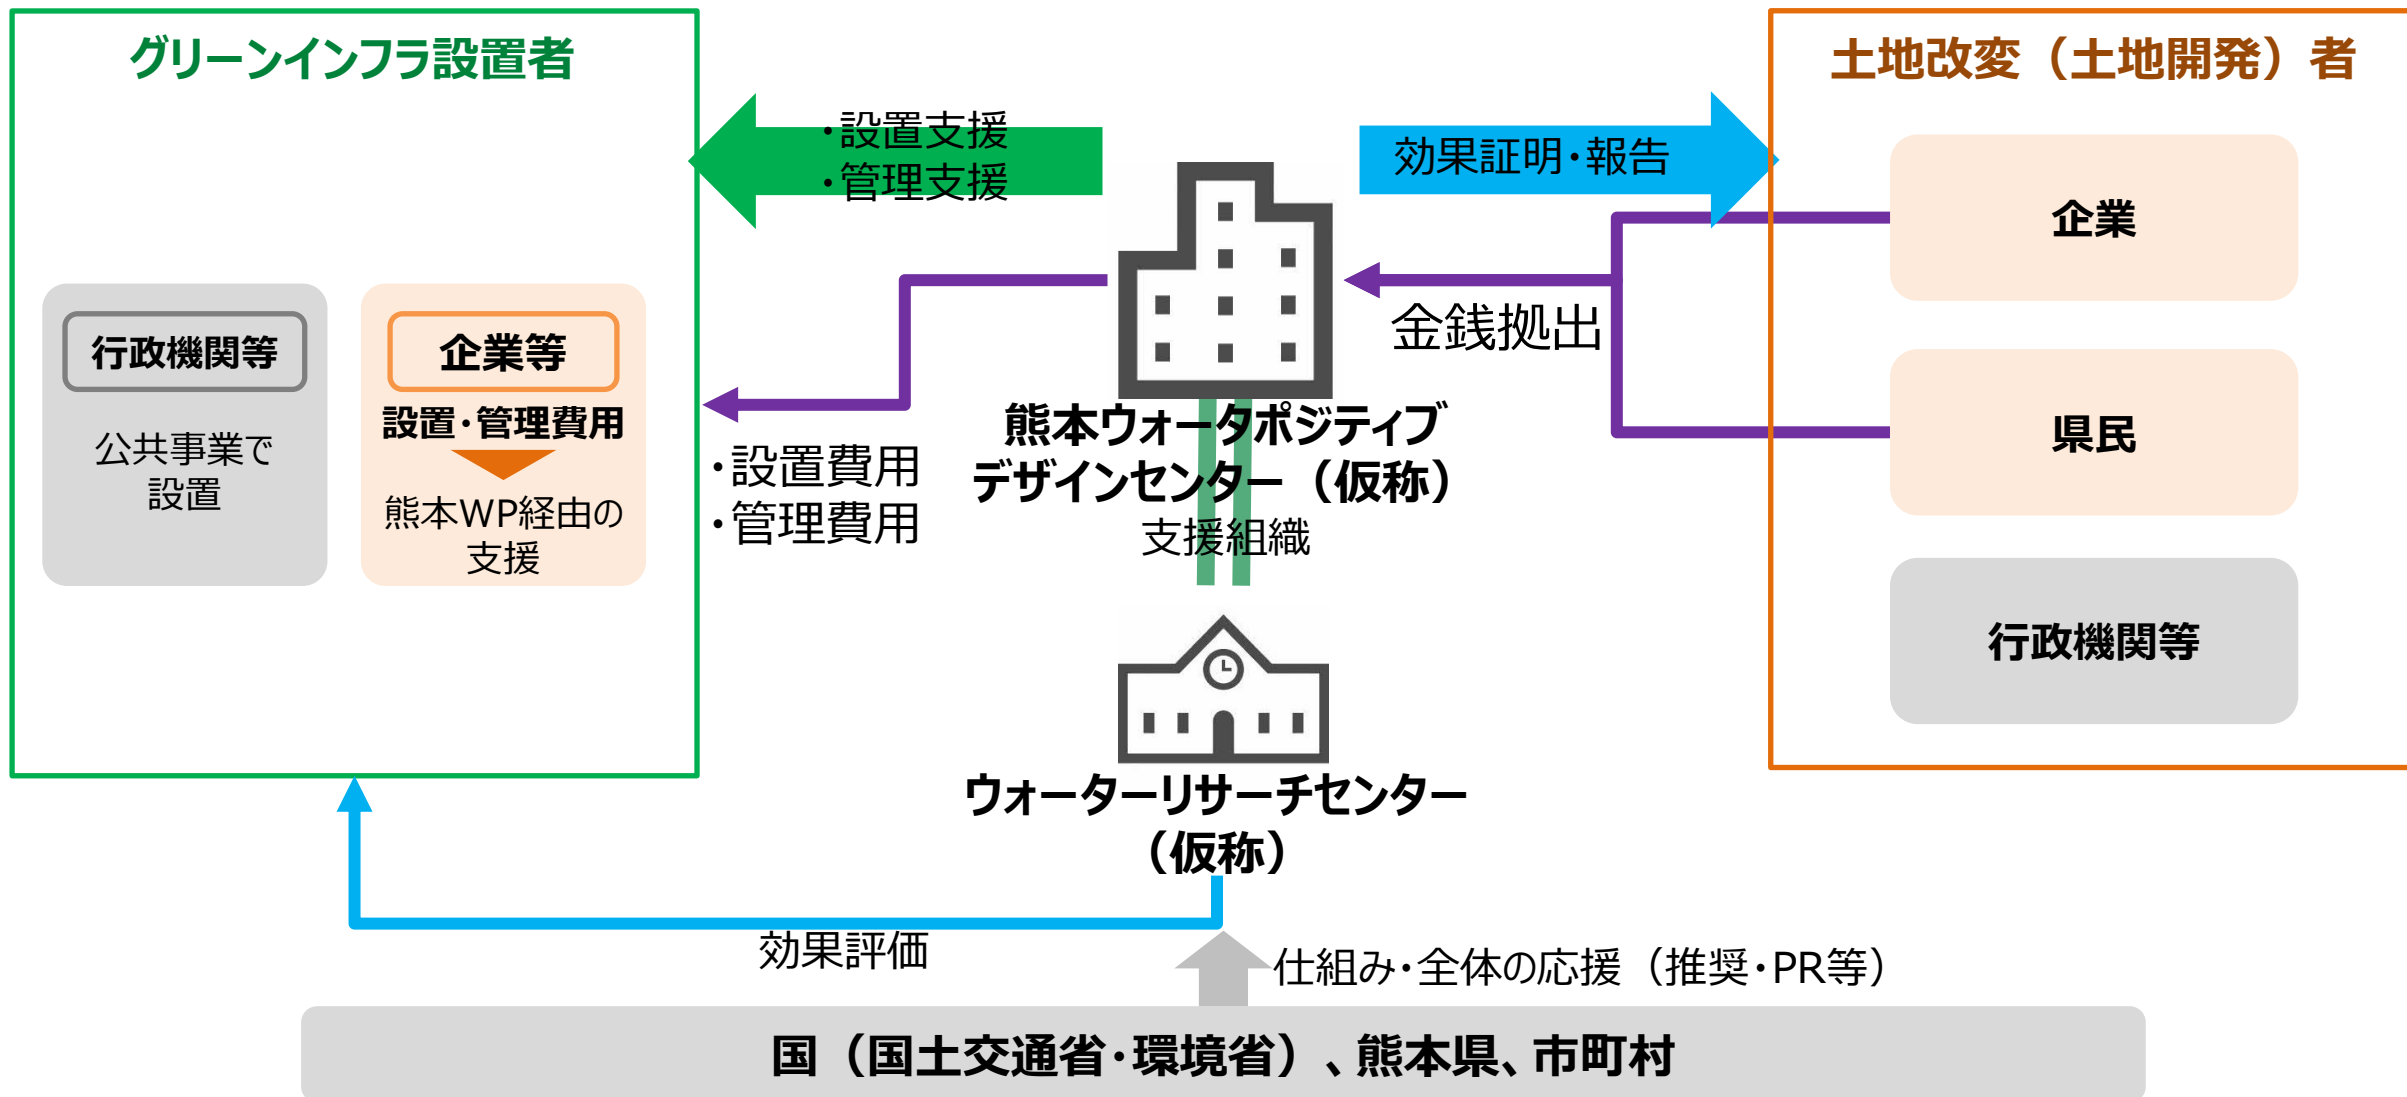 グリーンインフラ設置者
土地改変（土地開発）者
・設置支援
・管理支援
効果証明・報告
企業
金銭拠出
行政機関等
公共事業で
設置
企業等
設置・管理費用
熊本WP経由の
支援
・設置費用
・管理費用
熊本ウォータポジティブ
デザインセンター（仮称）
支援組織
県民
行政機関等
ウォーターリサーチセンター
（仮称）
効果評価
仕組み・全体の応援（推奨・PR等）
国（国土交通省・環境省）、熊本県、市町村